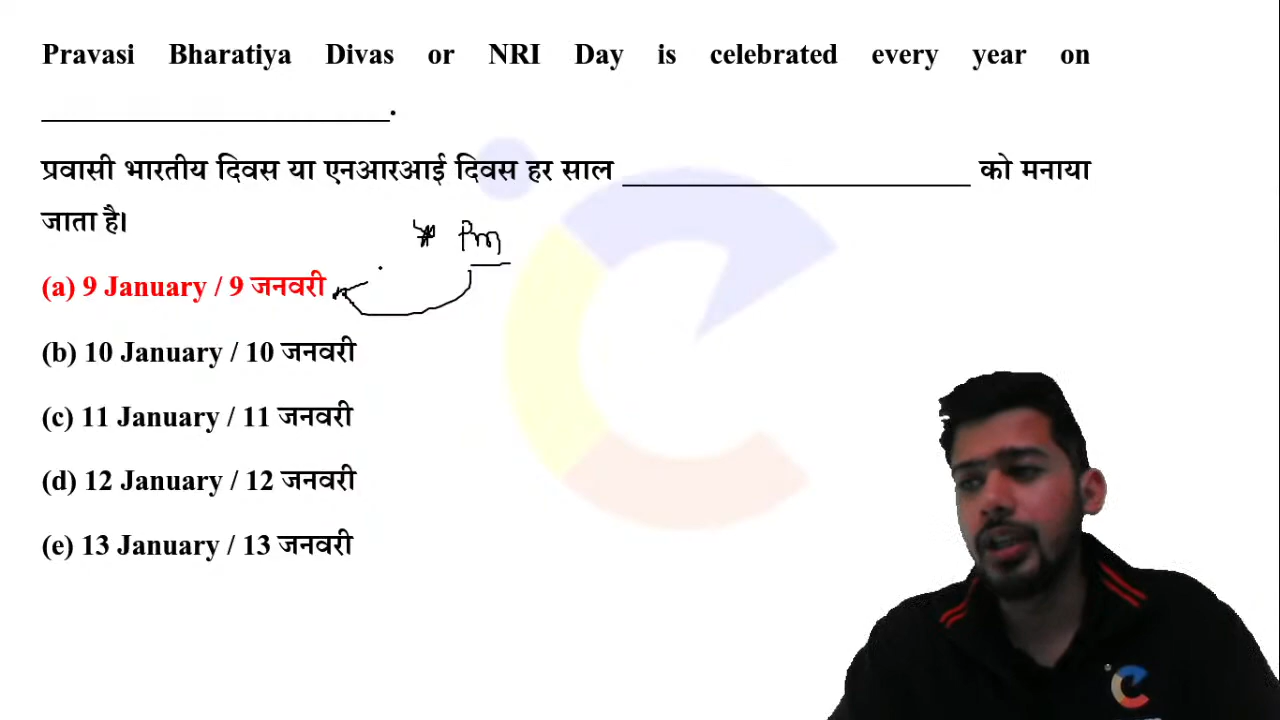 Pravasi Bharatiya Divas or NRI Day is celebrated every year on
____________________.
प्रवासी भारतीय दिवस या एनआरआई दिवस हर साल ____________________ को मनाया
जाता है।
Pm
(a) 9 January / 9 जनवरी
(b) 10 January / 10 जनवरी
(c) 11 January / 11 जनवरी
(d) 12 January / 12 जनवरी
(e) 13 January / 13 जनवरी